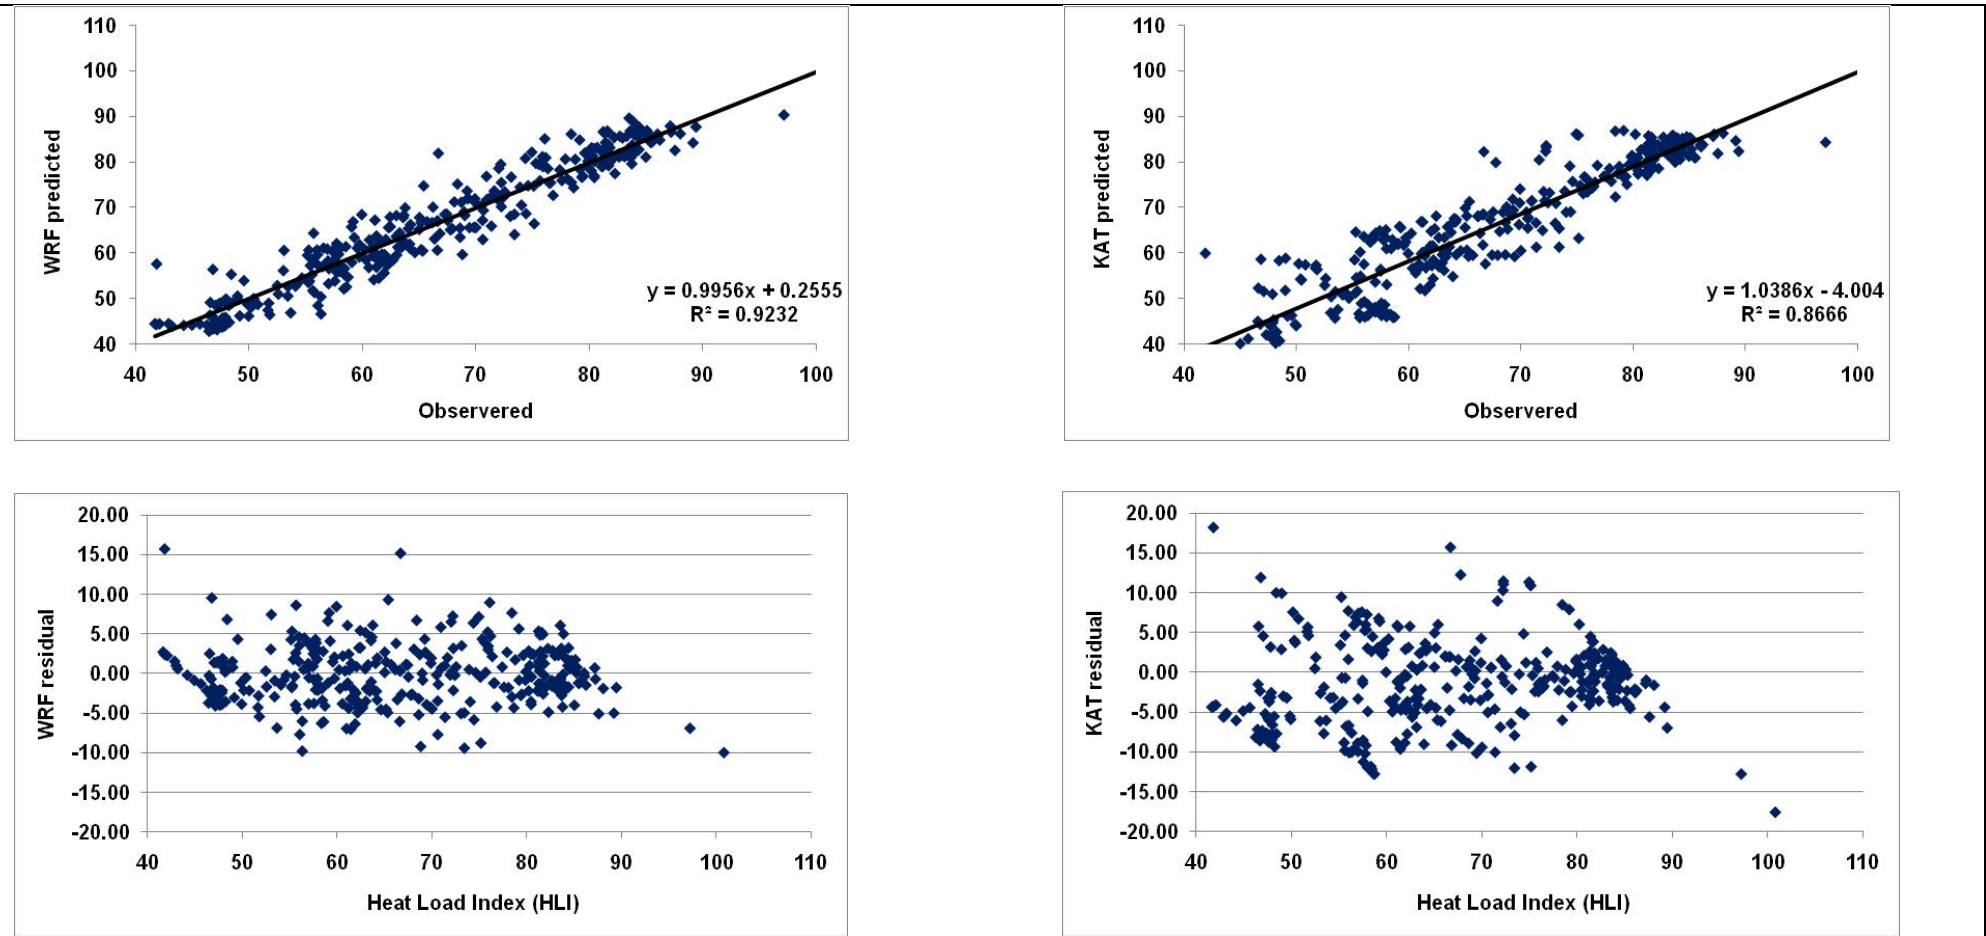 110
100
90
80
70
60
50
40
WRF predicted
y = 0.9956x + 0.2555
R² = 0.9232
40 50 60 70 80 90 100
Observered
110
100
90
80
70
60
50
40
KAT predicted
y = 1.0386x - 4.004
R² = 0.8666
40 50 60 70 80 90 100
Observered
20.00
15.00
10.00
5.00
0.00
-5.00
-10.00
-15.00
-20.00
WRF residual
40 50 60 70 80 90 100 110
Heat Load Index (HLI)
20.00
15.00
10.00
5.00
0.00
-5.00
-10.00
-15.00
-20.00
KAT residual
40 50 60 70 80 90 100 110
Heat Load Index (HLI)